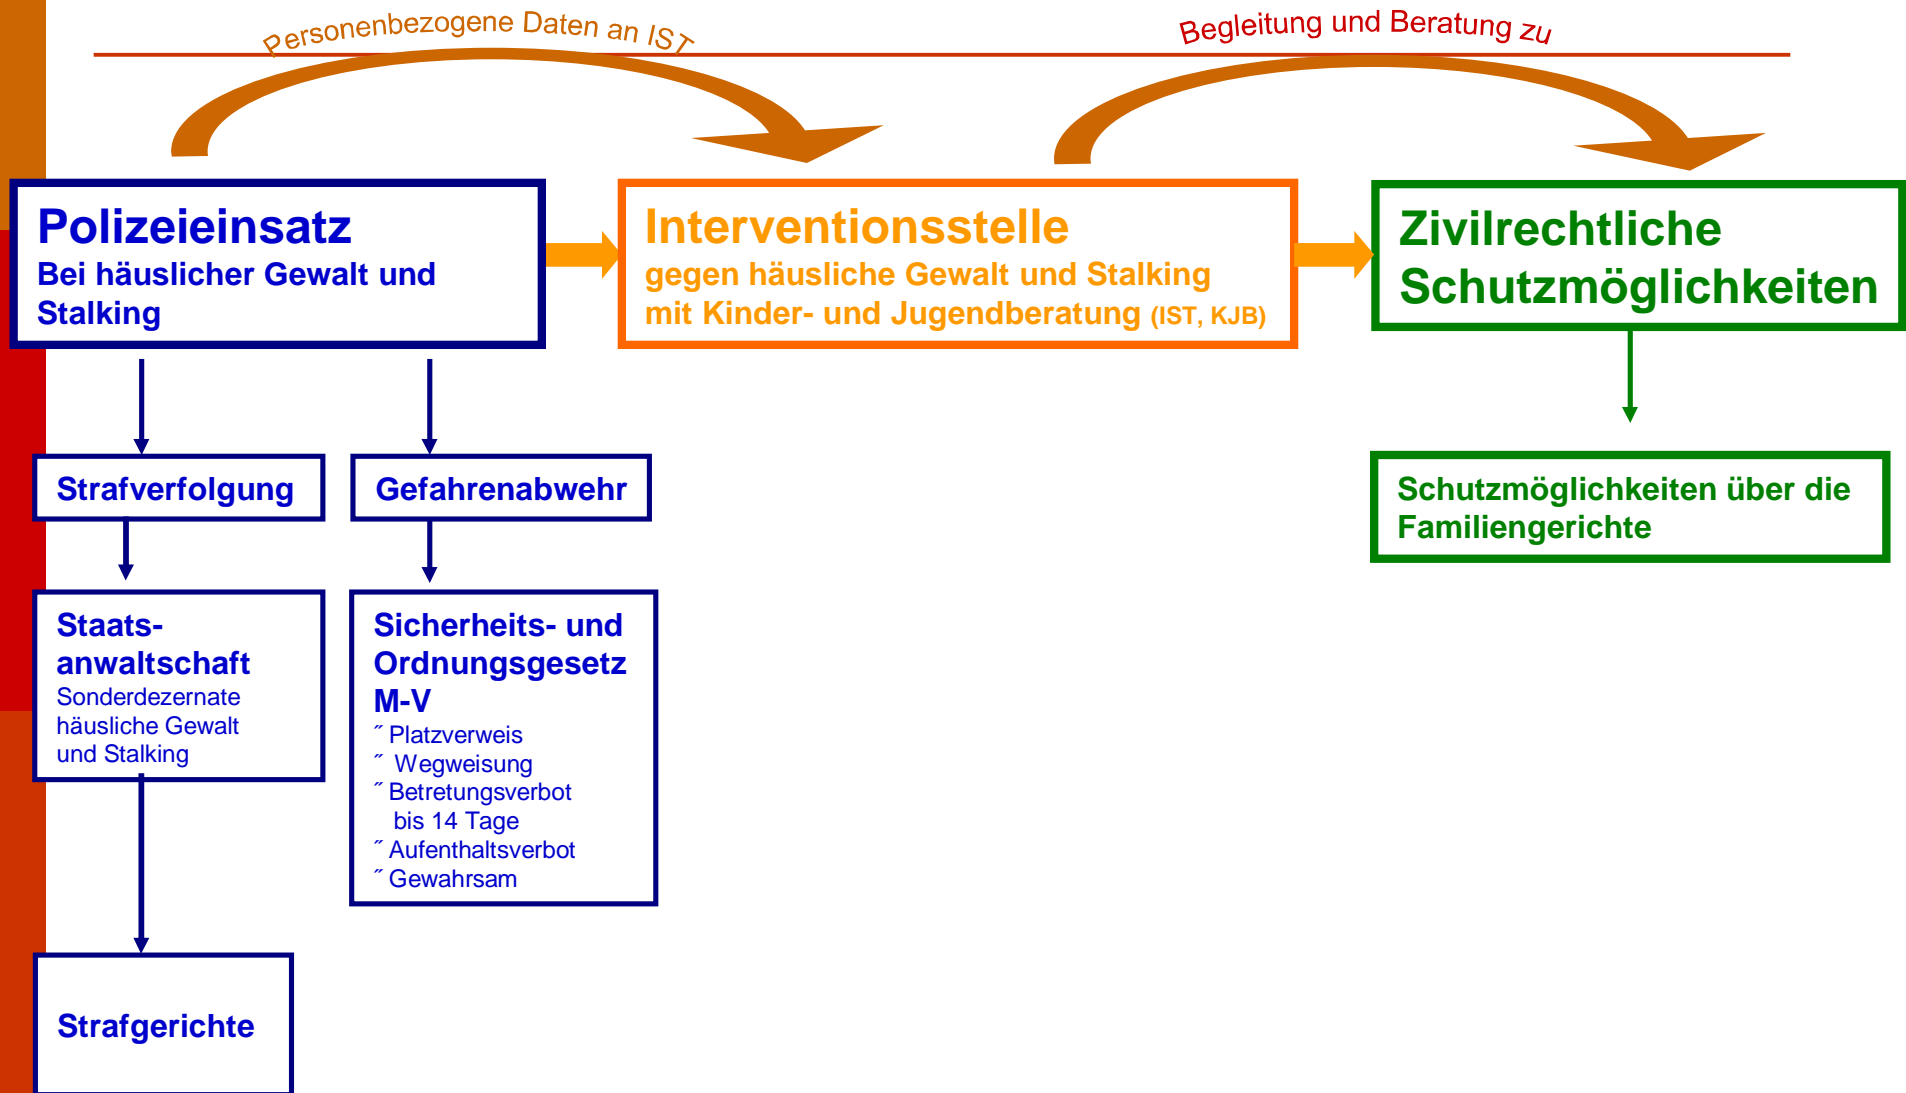 Personenbezogene Daten an IST
Begleitung und Beratung zu
Polizeieinsatz
Bei häuslicher Gewalt und
Stalking
Interventionsstelle
gegen häusliche Gewalt und Stalking
mit Kinder- und Jugendberatung (IST, KJB)
Zivilrechtliche
Schutzmöglichkeiten
Strafverfolgung
Gefahrenabwehr
Schutzmöglichkeiten über die
Familiengerichte
Staats-
anwaltschaft
Sonderdezernate
häusliche Gewalt
und Stalking
Sicherheits- und
Ordnungsgesetz
M-V
˝ Platzverweis
˝ Wegweisung
˝ Betretungsverbot
bis 14 Tage
˝ Aufenthaltsverbot
˝ Gewahrsam
Strafgerichte